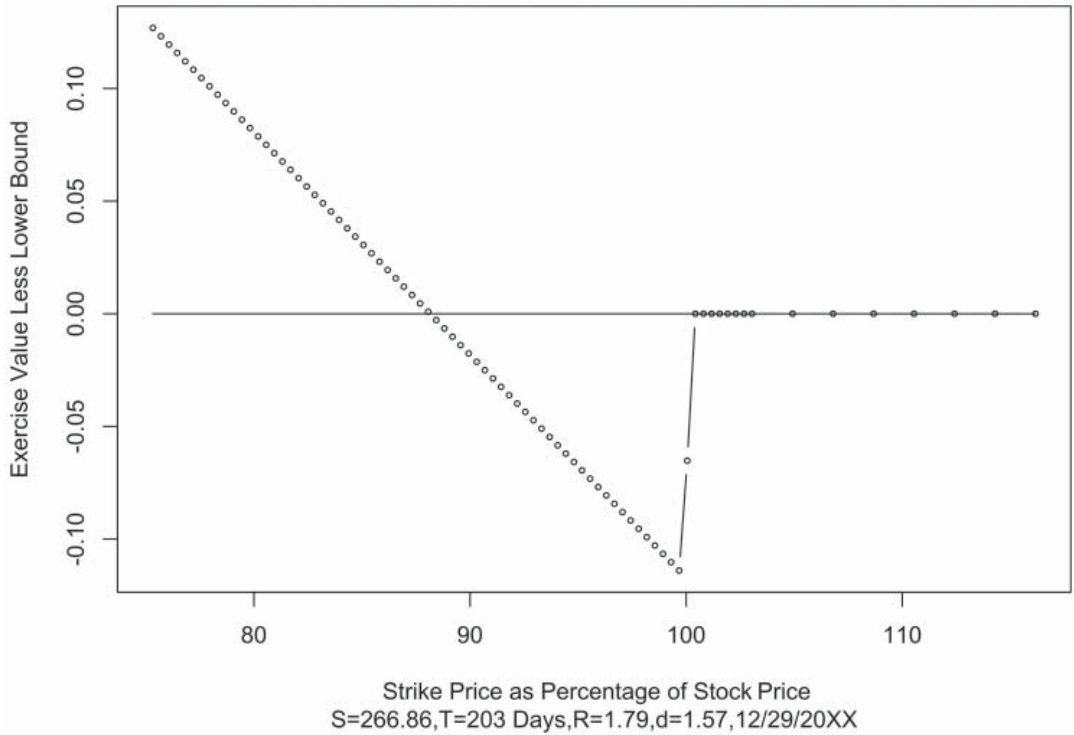 Exercise Value Less Lower Bound
0.10
0.05
0.00
-0.05
-0.10
80 90 100 110
Strike Price as Percentage of Stock Price
S=266.86,T=203 Days,R=1.79,d=1.57,12/29/20XX